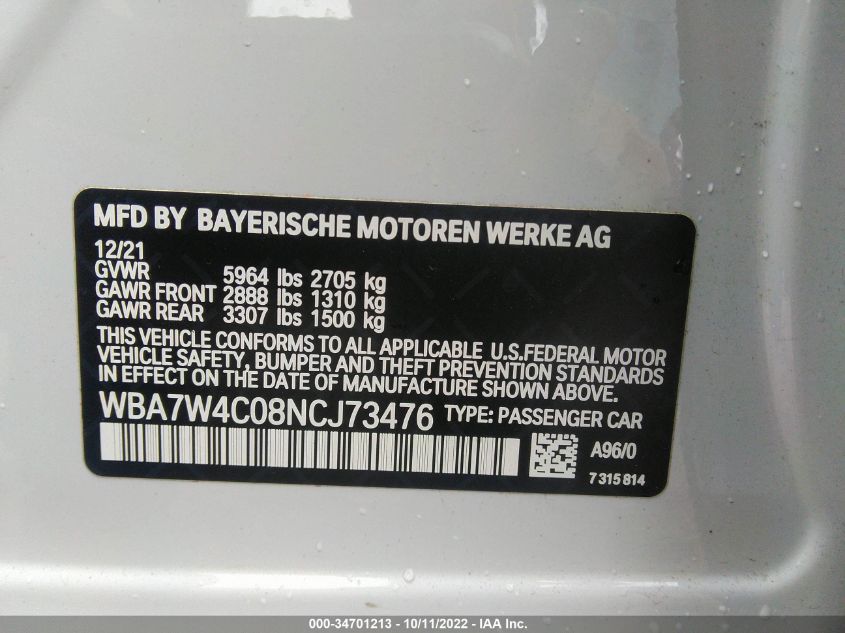 MFD BY BAYERISCHE MOTOREN WERKE AG
12/21
GVWR 5964 lbs 2705 kg
GAWR FRONT 2888 lbs 1310 kg
GAWR REAR 3307 lbs 1500 kg
THIS VEHICLE CONFORMS TO ALL APPLICABLE U.S.FEDERAL MOTOR
VEHICLE SAFETY, BUMPER AND THEFT PREVENTION STANDARDS
IN EFFECT ON THE DATE OF MANUFACTURE SHOWN ABOVE.
WBA7W4C08NCJ73476 TYPE: PASSENGER CAR
A96/0
7 315 814
000-34701213 - 10/11/2022 - IAA Inc.